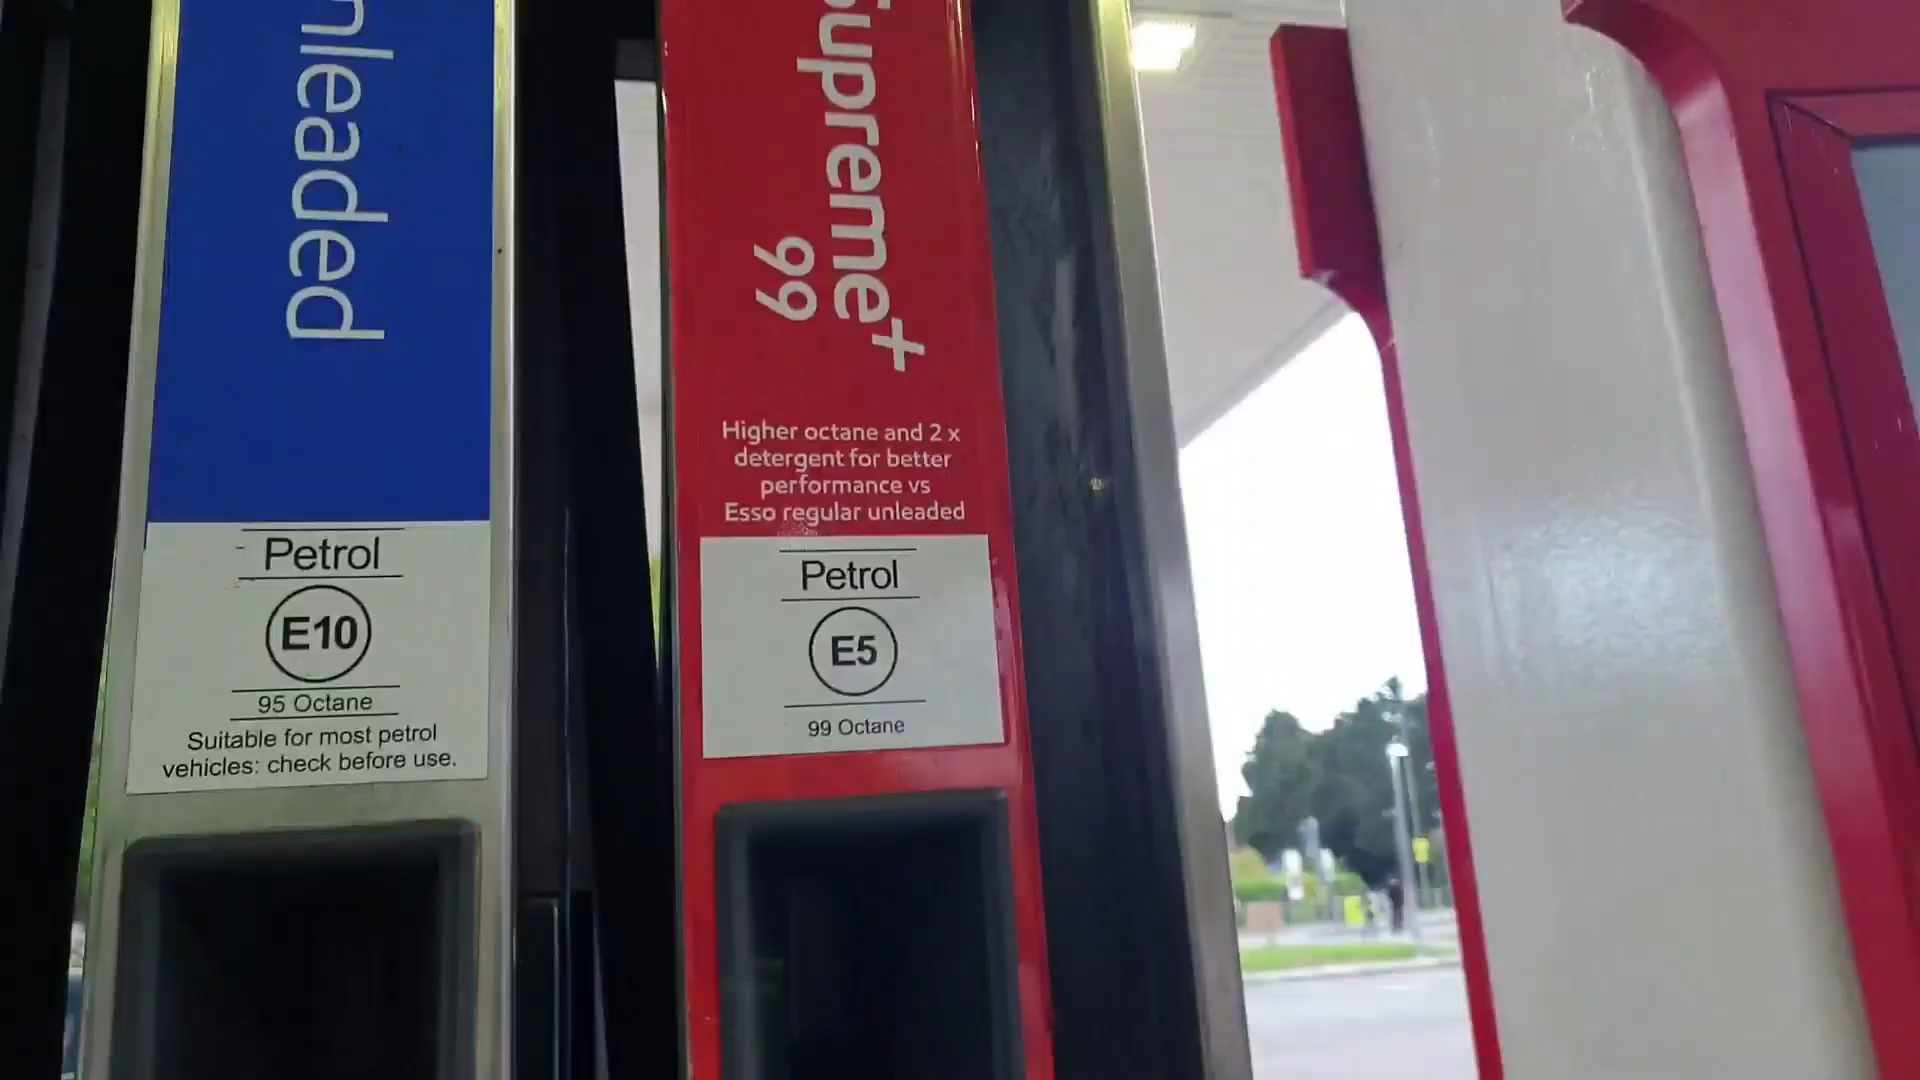 nleaded
Petrol
E10
95 Octane
Suitable for most petrol
vehicles: check before use.
Supreme+
99
Higher octane and 2 x
detergent for better
performance vs
Esso regular unleaded
Petrol
E5
99 Octane